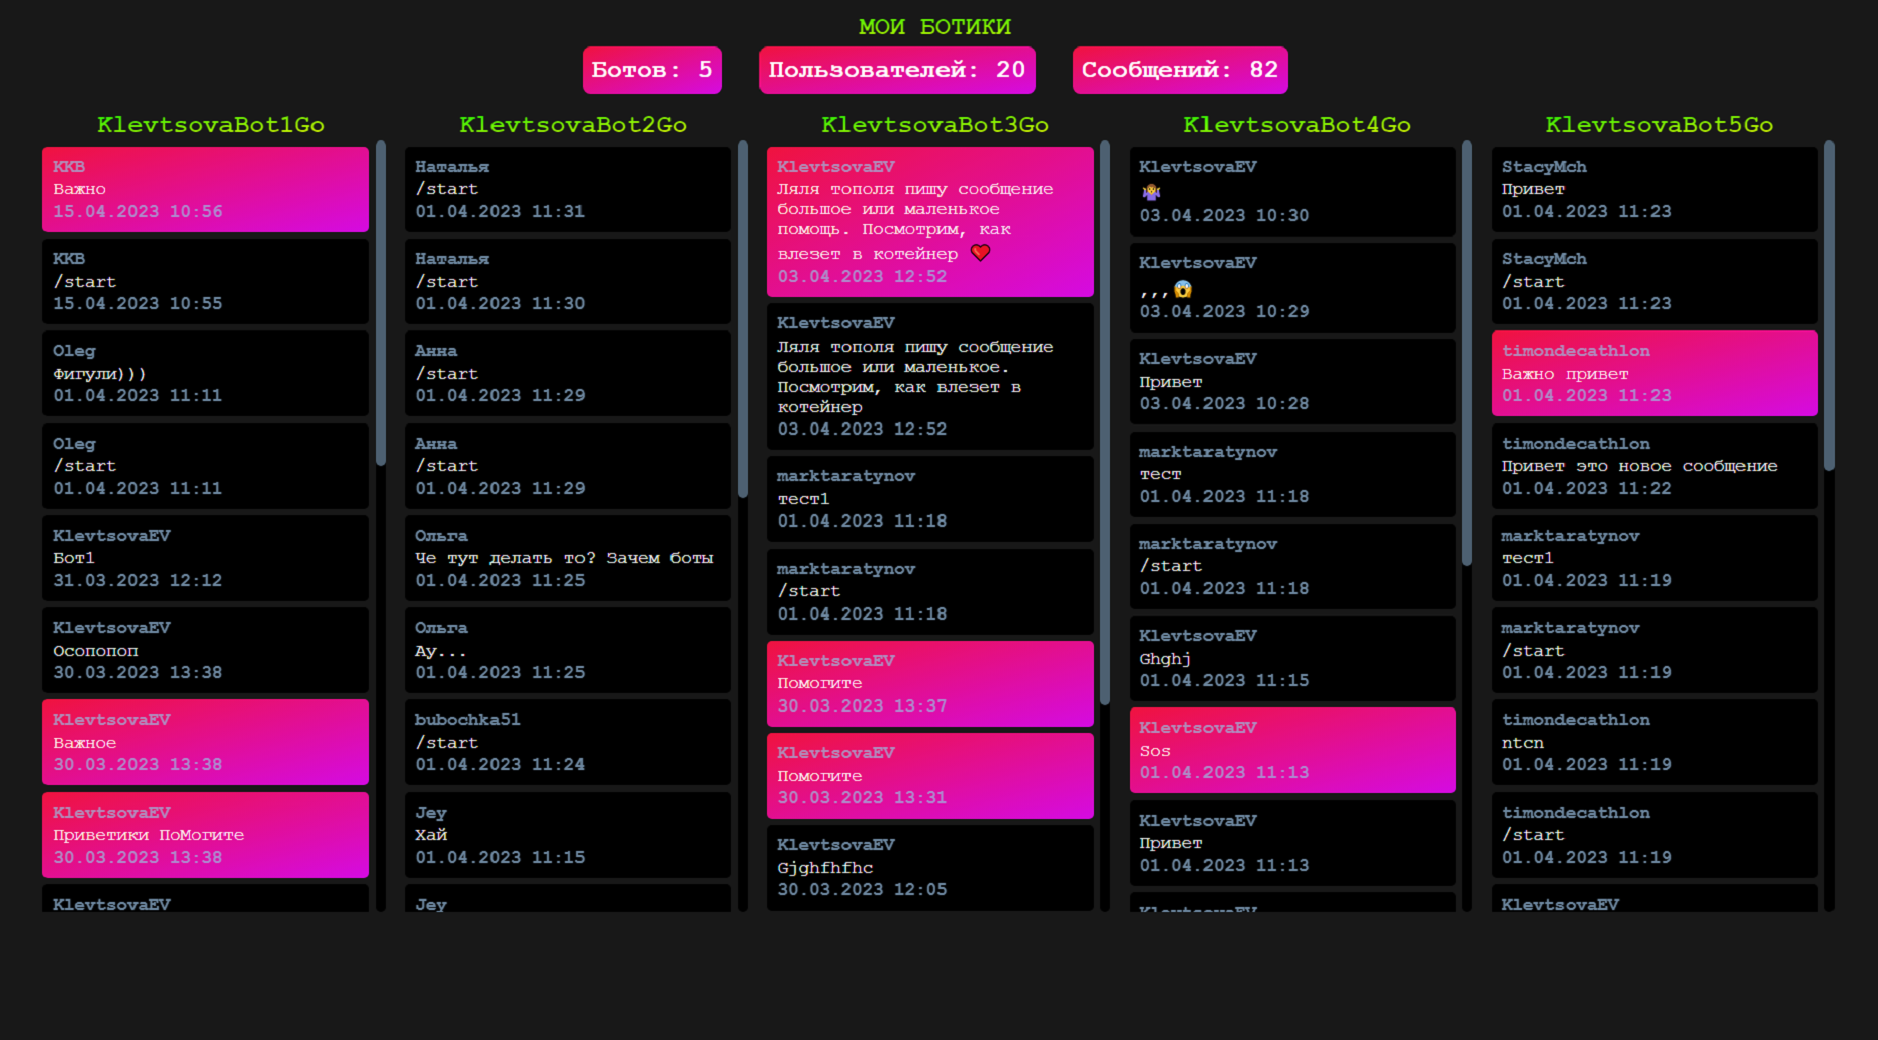 МОИ БОТИКИ
Ботов: 5
Пользователей: 20
Сообщений: 82
KlevtsovaBot1Go
ККВ
Важно
15.04.2023 10:56
ККВ
/start
15.04.2023 10:55
Oleg
Фигули)))
01.04.2023 11:11
Oleg
/start
01.04.2023 11:11
KlevtsovaEV
Бот1
31.03.2023 12:12
KlevtsovaEV
Осопопоп
30.03.2023 13:38
KlevtsovaEV
Важное
30.03.2023 13:38
KlevtsovaEV
Приветики ПоМогите
30.03.2023 13:38
KlevtsovaEV
KlevtsovaBot2Go
Наталья
/start
01.04.2023 11:31
Наталья
/start
01.04.2023 11:30
Анна
/start
01.04.2023 11:29
Анна
/start
01.04.2023 11:29
Ольга
Че тут делать то? Зачем боты
01.04.2023 11:25
Ольга
Ау...
01.04.2023 11:25
bubochka51
/start
01.04.2023 11:24
Jey
Хай
01.04.2023 11:15
Jey
KlevtsovaBot3Go
KlevtsovaEV
Ляля тополя пишу сообщение
большое или маленькое
помощь. Посмотрим, как
влезет в котейнер ❤️
03.04.2023 12:52
KlevtsovaEV
Ляля тополя пишу сообщение
большое или маленькое.
Посмотрим, как влезет в
котейнер
03.04.2023 12:52
marktaratynov
тест1
01.04.2023 11:18
marktaratynov
/start
01.04.2023 11:18
KlevtsovaEV
Помогите
30.03.2023 13:37
KlevtsovaEV
Помогите
30.03.2023 13:31
KlevtsovaEV
Gjghfhfhc
30.03.2023 12:05
KlevtsovaBot4Go
KlevtsovaEV
🤷‍♀️
03.04.2023 10:30
KlevtsovaEV
,,,😱
03.04.2023 10:29
KlevtsovaEV
Привет
03.04.2023 10:28
marktaratynov
тест
01.04.2023 11:18
marktaratynov
/start
01.04.2023 11:18
KlevtsovaEV
Ghghj
01.04.2023 11:15
KlevtsovaEV
Sos
01.04.2023 11:13
KlevtsovaEV
Привет
01.04.2023 11:13
KlevtsovaEV
KlevtsovaBot5Go
StacyMch
Привет
01.04.2023 11:23
StacyMch
/start
01.04.2023 11:23
timondecathlon
Важно привет
01.04.2023 11:23
timondecathlon
Привет это новое сообщение
01.04.2023 11:22
marktaratynov
тест1
01.04.2023 11:19
marktaratynov
/start
01.04.2023 11:19
timondecathlon
ntcn
01.04.2023 11:19
timondecathlon
/start
01.04.2023 11:19
KlevtsovaEV